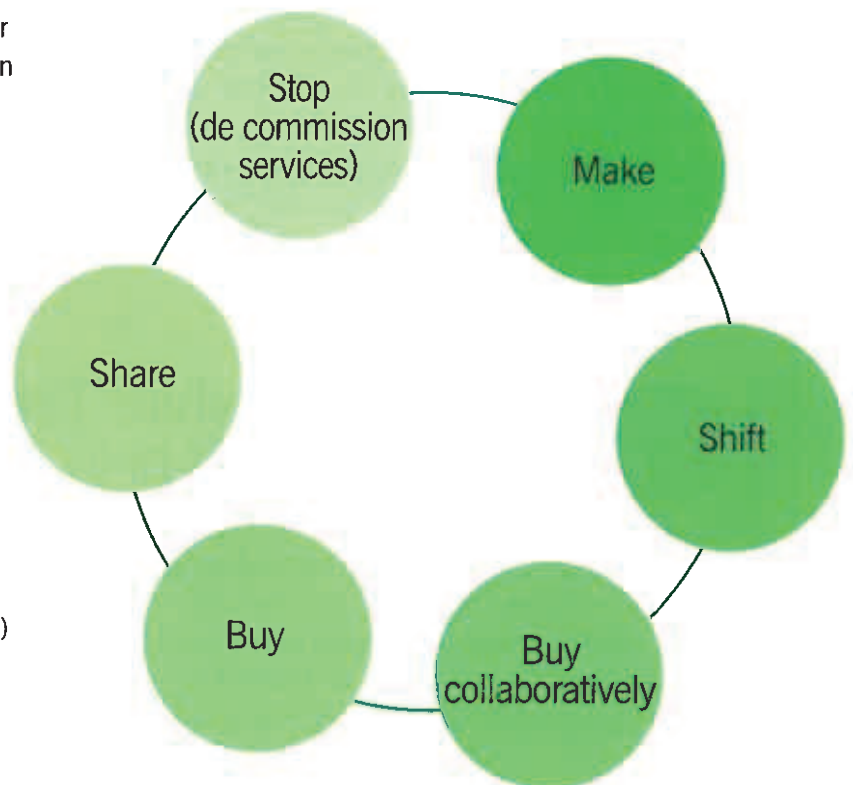 r
n
Stop
(de commission
services)
Make
Shift
Buy
collaboratively
Buy
Share
)